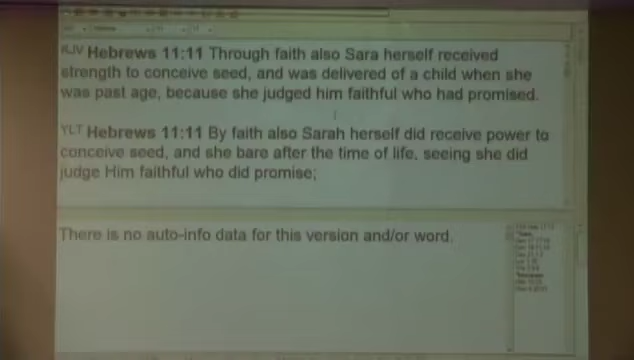 KJV Hebrews 11:11 Through faith also Sara herself received
strength to conceive seed, and was delivered of a child when she
was past age, because she judged him faithful who had promised.
YLT Hebrews 11:11 By faith also Sarah herself did receive power to
conceive seed, and she bare after the time of life, seeing she did
judge Him faithful who did promise;
There is no auto-info data for this version and/or word.